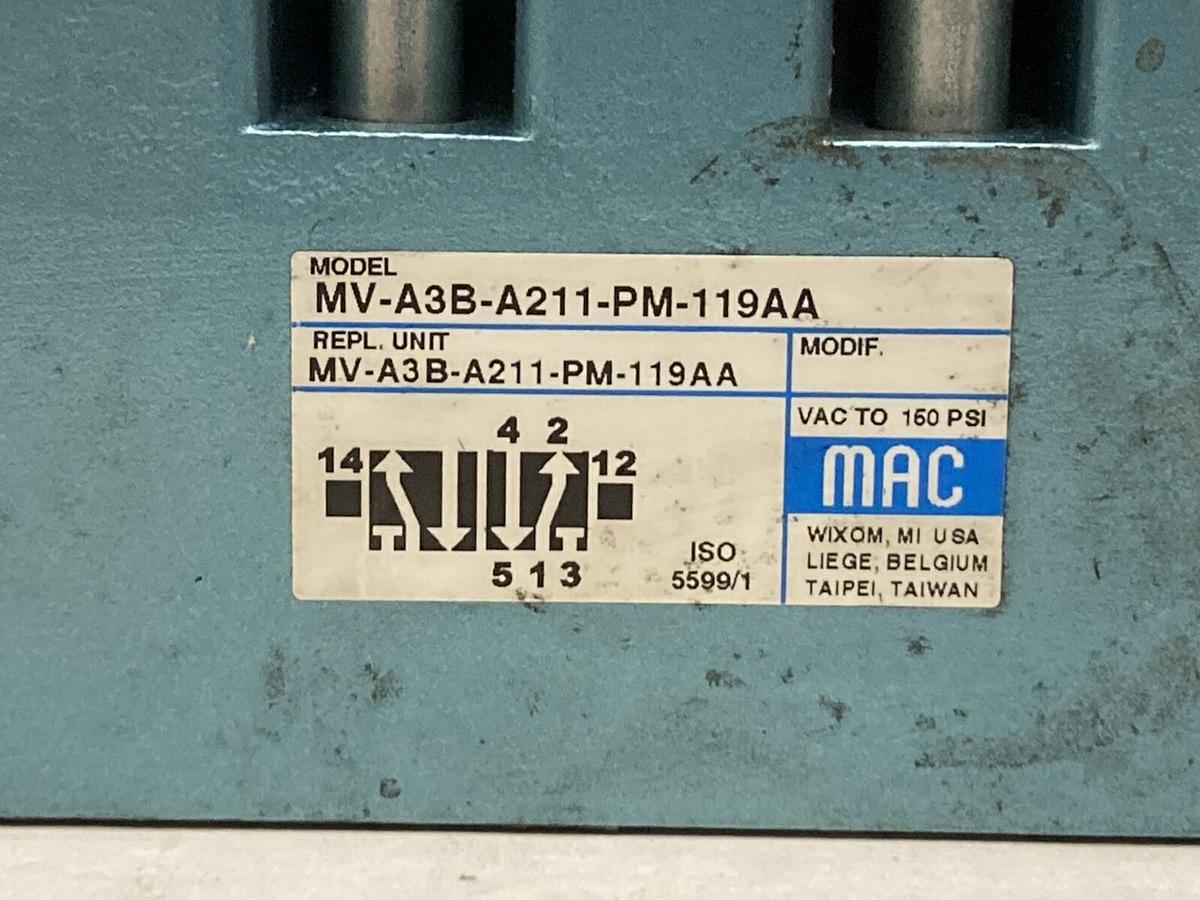 MODEL
MV-A3B-A211-PM-119AA
REPL. UNIT
MV-A3B-A211-PM-119AA
MODIF.
4 2
14 12
5 1 3
ISO
5599/1
VAC TO 150 PSI
MAC
WIXOM, MI USA
LIEGE, BELGIUM
TAIPEI, TAIWAN